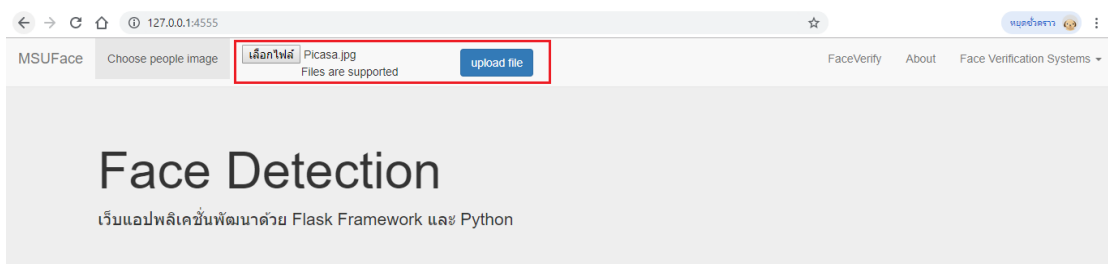 127.0.0.1:4555
หยุดชั่วคราว
MSUFace Choose people image เลือกไฟล์ Picasa.jpg upload file FaceVerify About Face Verification Systems
Files are supported
Face Detection
เว็บแอปพลิเคชั่นพัฒนาด้วย Flask Framework และ Python